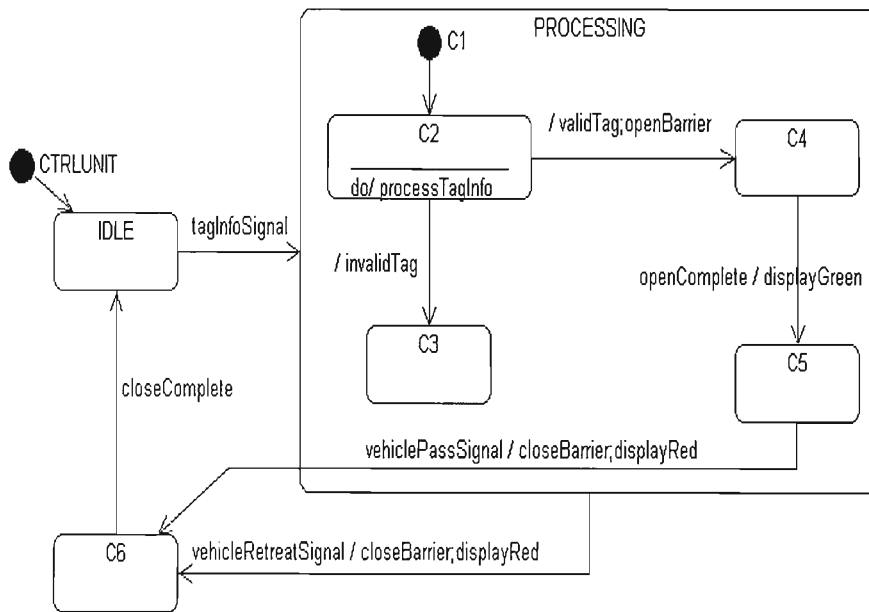 PROCESSING
C1
C2
do/ processTagInfo
/ validTag;openBarrier
C4
CTRLUNIT
IDLE
tagInfoSignal
/ invalidTag
openComplete / displayGreen
C3
C5
closeComplete
vehiclePassSignal / closeBarrier;displayRed
C6
vehicleRetreatSignal / closeBarrier;displayRed